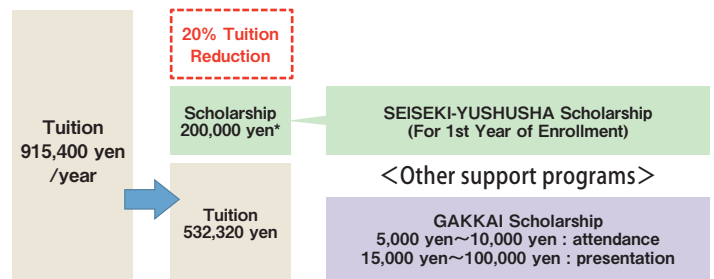 20% Tuition
Reduction
Tuition
915,400 yen
/year
Scholarship
200,000 yen*
SEISEKI-YUSHUSHA Scholarship
(For 1st Year of Enrollment)
<Other support programs>
Tuition
532,320 yen
GAKKAI Scholarship
5,000 yen〜10,000 yen : attendance
15,000 yen〜100,000 yen : presentation